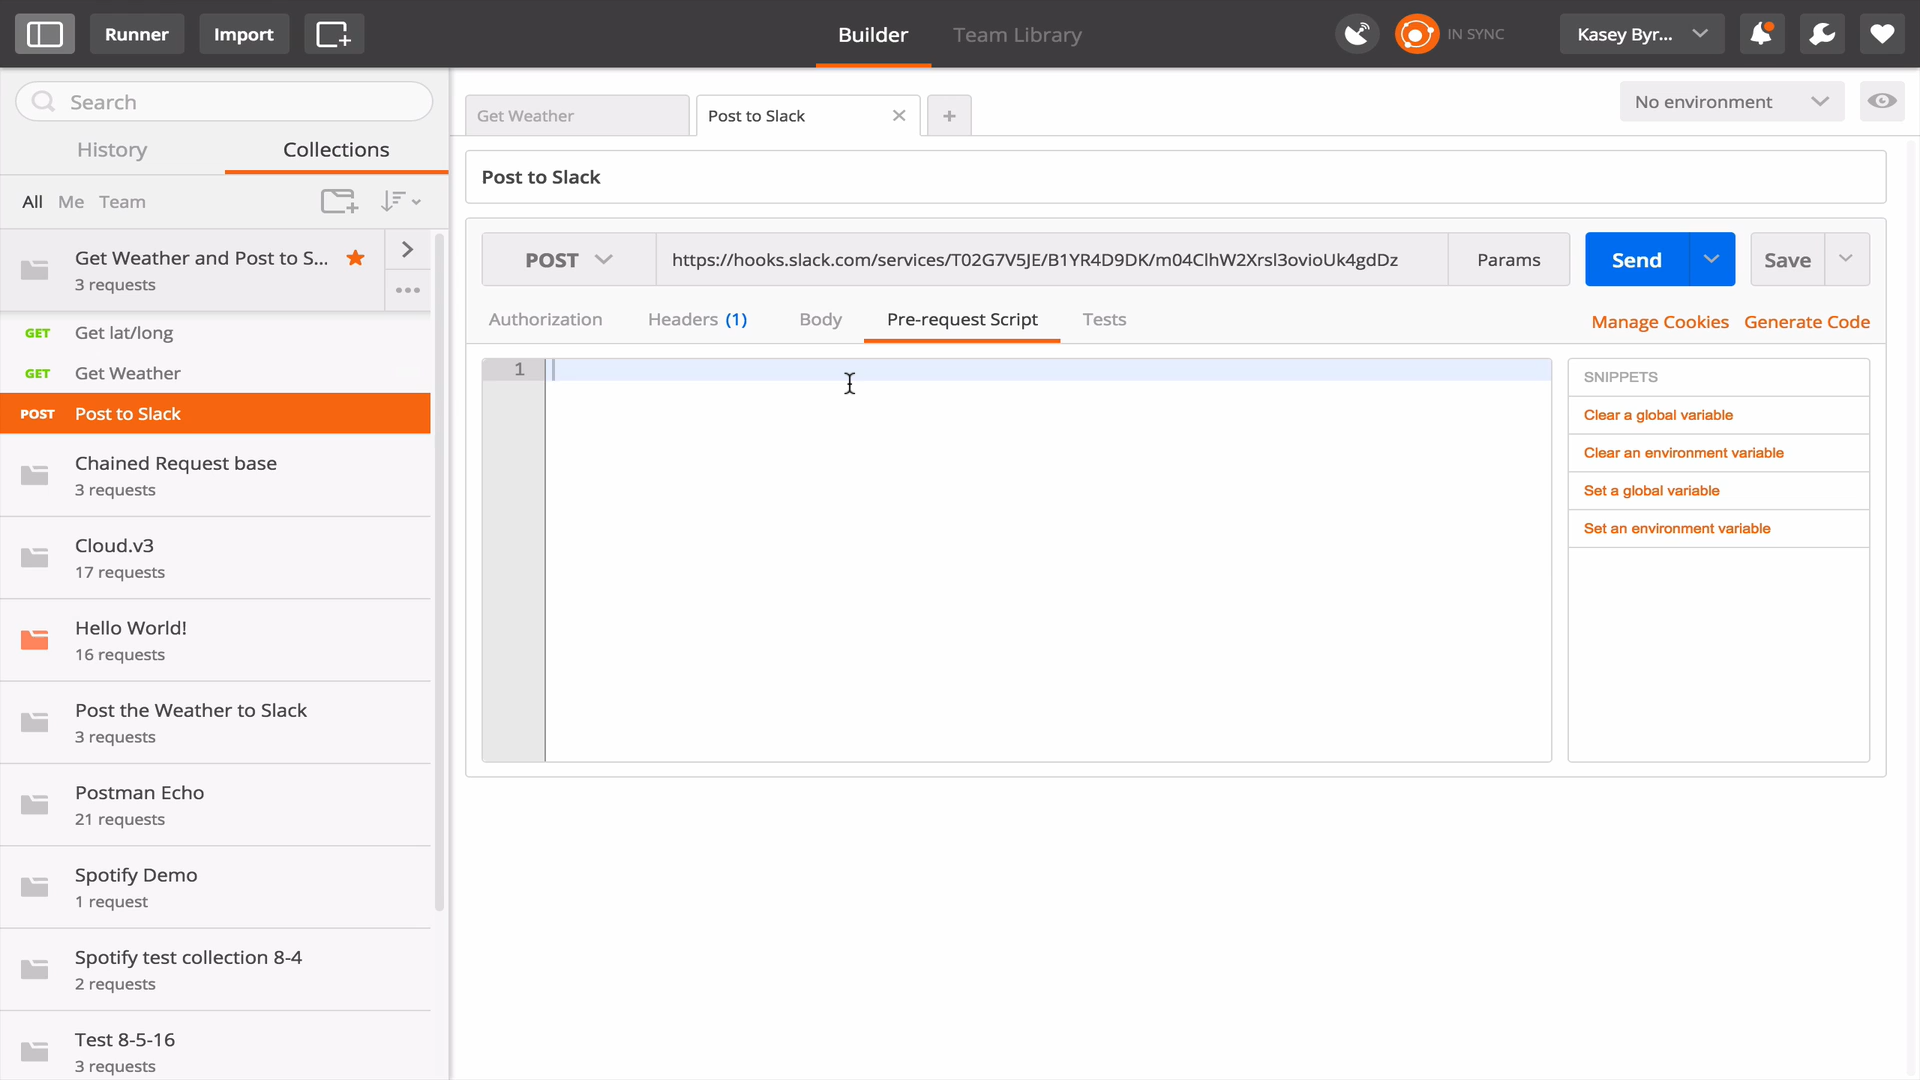 Runner
Import
Builder
Team Library
IN SYNC
Kasey Byr...
Search
History
Collections
All
Me
Team
Get Weather and Post to S...
3 requests
GET Get lat/long
GET Get Weather
POST Post to Slack
Chained Request base
3 requests
Cloud.v3
17 requests
Hello World!
16 requests
Post the Weather to Slack
3 requests
Postman Echo
21 requests
Spotify Demo
1 request
Spotify test collection 8-4
2 requests
Test 8-5-16
3 requests
Get Weather
Post to Slack
No environment
Post to Slack
POST
https://hooks.slack.com/services/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
Params
Send
Save
Authorization
Headers (1)
Body
Pre-request Script
Tests
Manage Cookies
Generate Code
1
SNIPPETS
Clear a global variable
Clear an environment variable
Set a global variable
Set an environment variable